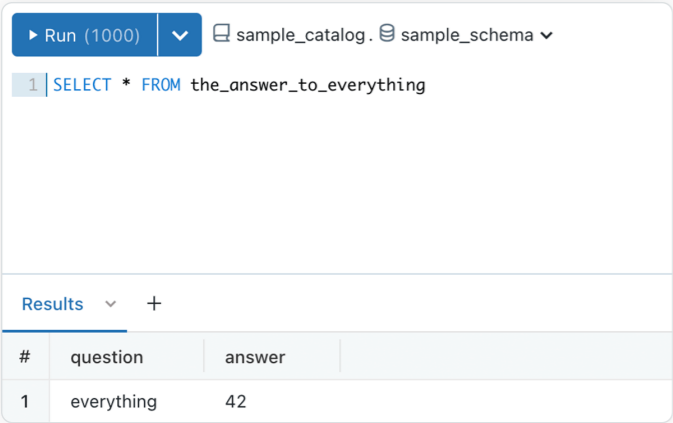 Run (1000) sample_catalog. sample_schema
1 SELECT * FROM the_answer_to_everything
Results +
# question answer
1 everything 42